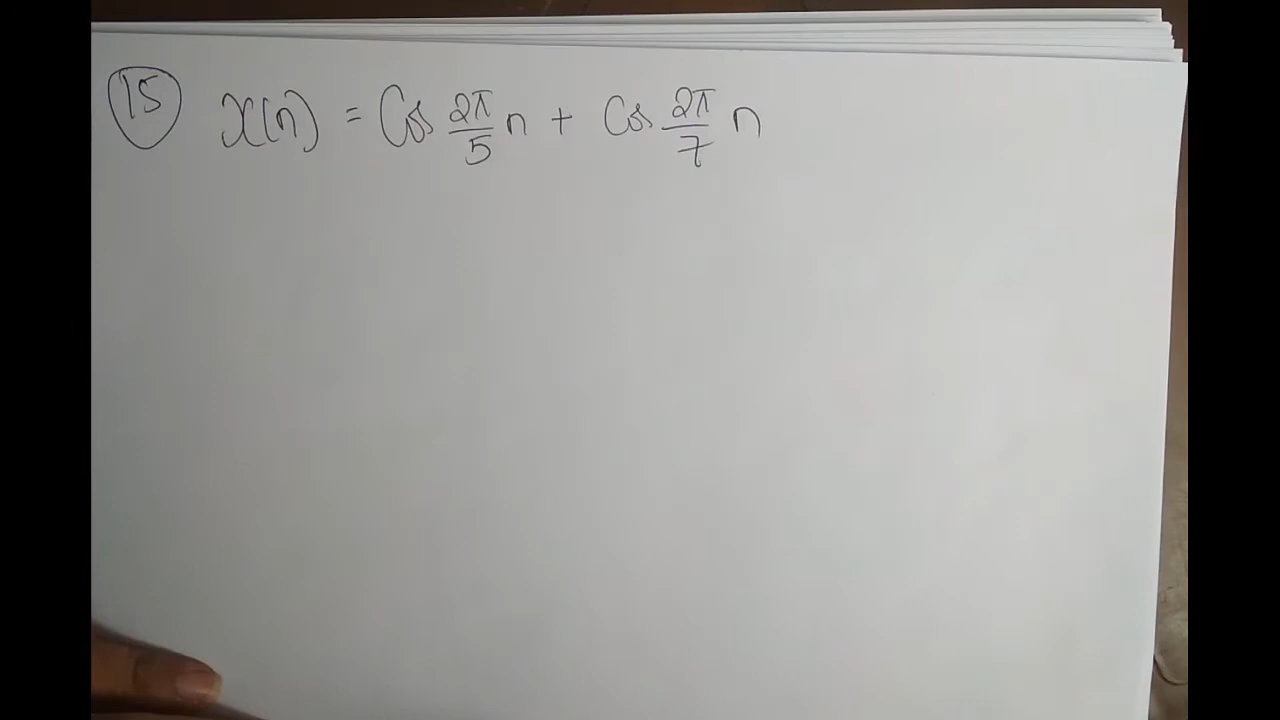 15 x(n) = Cos 2π/5 n + Cos 2π/7 n